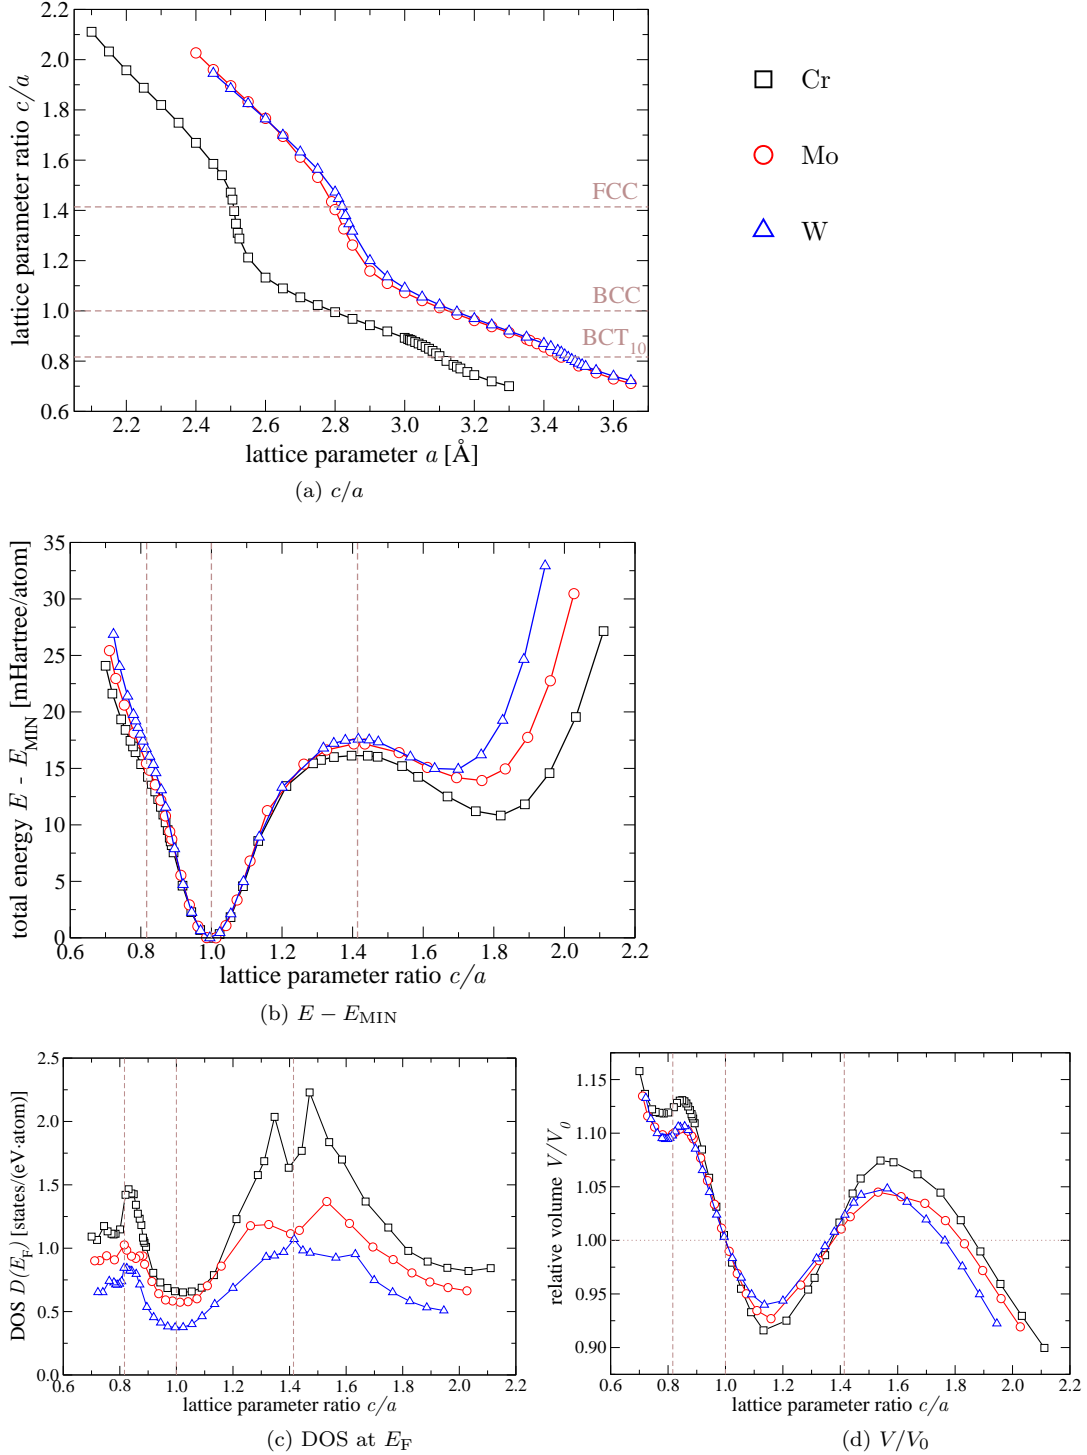 2.2
2.0
1.8
1.6
1.4
1.2
1.0
0.8
0.6
lattice parameter ratio c/a
FCC
BCC
BCT10
2.2 2.4 2.6 2.8 3.0 3.2 3.4 3.6
lattice parameter a [Å]
(a) c/a
Cr
Mo
W
35
30
25
20
15
10
5
0
total energy E - EMIN [mHartree/atom]
0.6 0.8 1.0 1.2 1.4 1.6 1.8 2.0 2.2
lattice parameter ratio c/a
(b) E − EMIN
2.5
2.0
1.5
1.0
0.5
0.0
DOS D(EF) [states/(eV·atom)]
0.6 0.8 1.0 1.2 1.4 1.6 1.8 2.0 2.2
lattice parameter ratio c/a
(c) DOS at EF
1.15
1.10
1.05
1.00
0.95
0.90
relative volume V/V0
0.6 0.8 1.0 1.2 1.4 1.6 1.8 2.0 2.2
lattice parameter ratio c/a
(d) V/V0